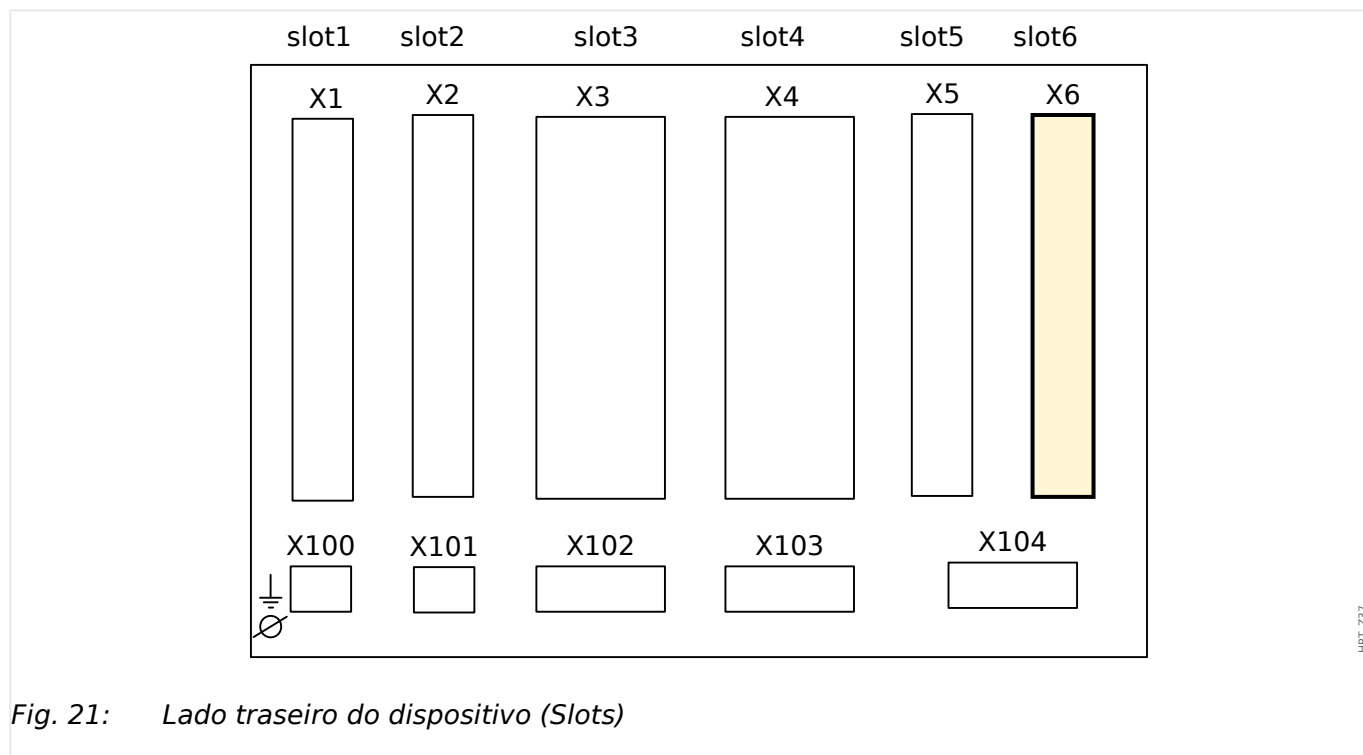 slot1 slot2 slot3 slot4 slot5 slot6
X1 X2 X3 X4 X5 X6
X100 X101 X102 X103 X104
Fig. 21: Lado traseiro do dispositivo (Slots)